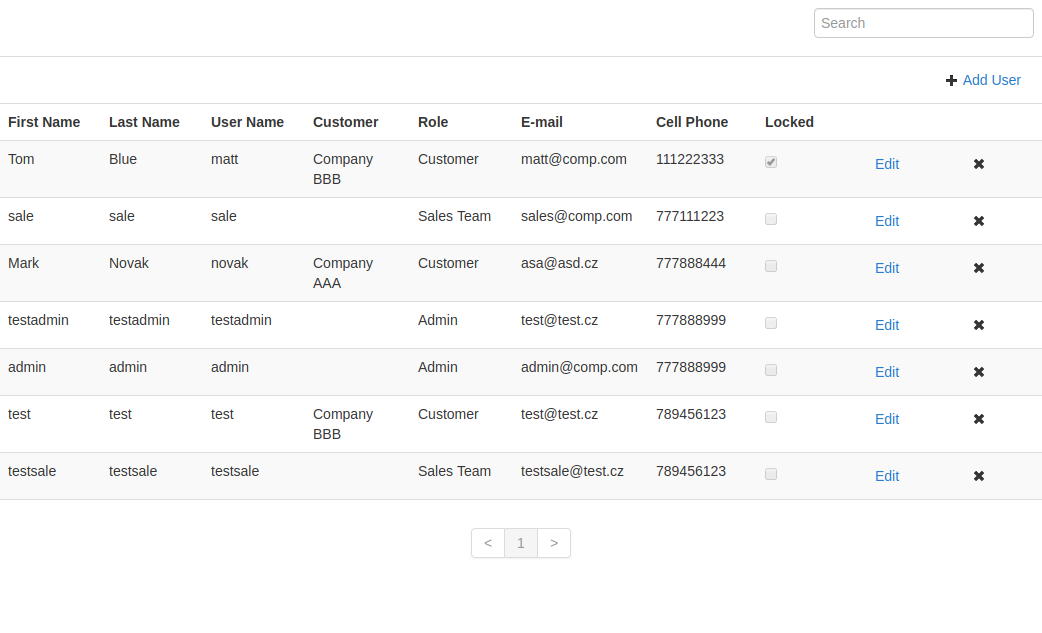 Search
Add User
First Name Last Name User Name Customer Role E-mail Cell Phone Locked
Tom Blue matt Company BBB Customer matt@comp.com 111222333 Edit
sale sale sale Sales Team sales@comp.com 777111223 Edit
Mark Novak novak Company AAA Customer asa@asd.cz 777888444 Edit
testadmin testadmin testadmin Admin test@test.cz 777888999 Edit
admin admin admin Admin admin@comp.com 777888999 Edit
test test test Company BBB Customer test@test.cz 789456123 Edit
testsale testsale testsale Sales Team testsale@test.cz 789456123 Edit
< 1 >